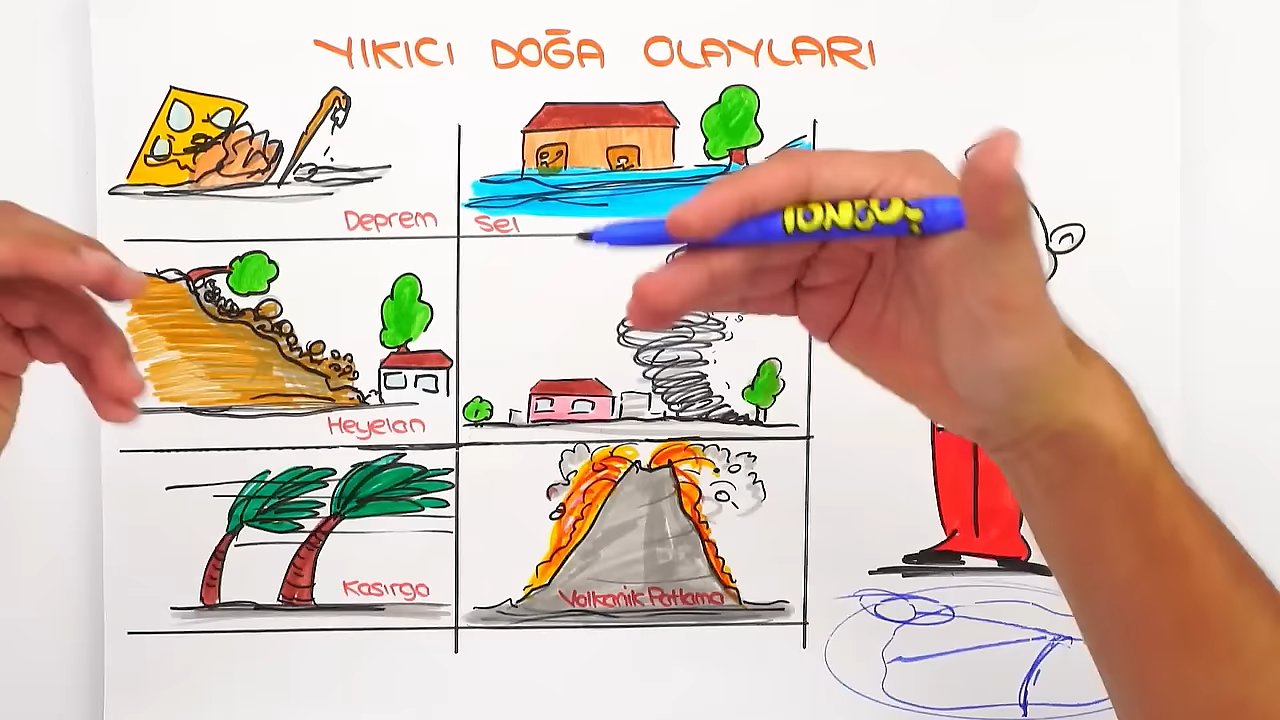 YIKICI DOĞA OLAYLARI
Deprem
Sel
Heyelan
Kasırga
Volkanik Patlama